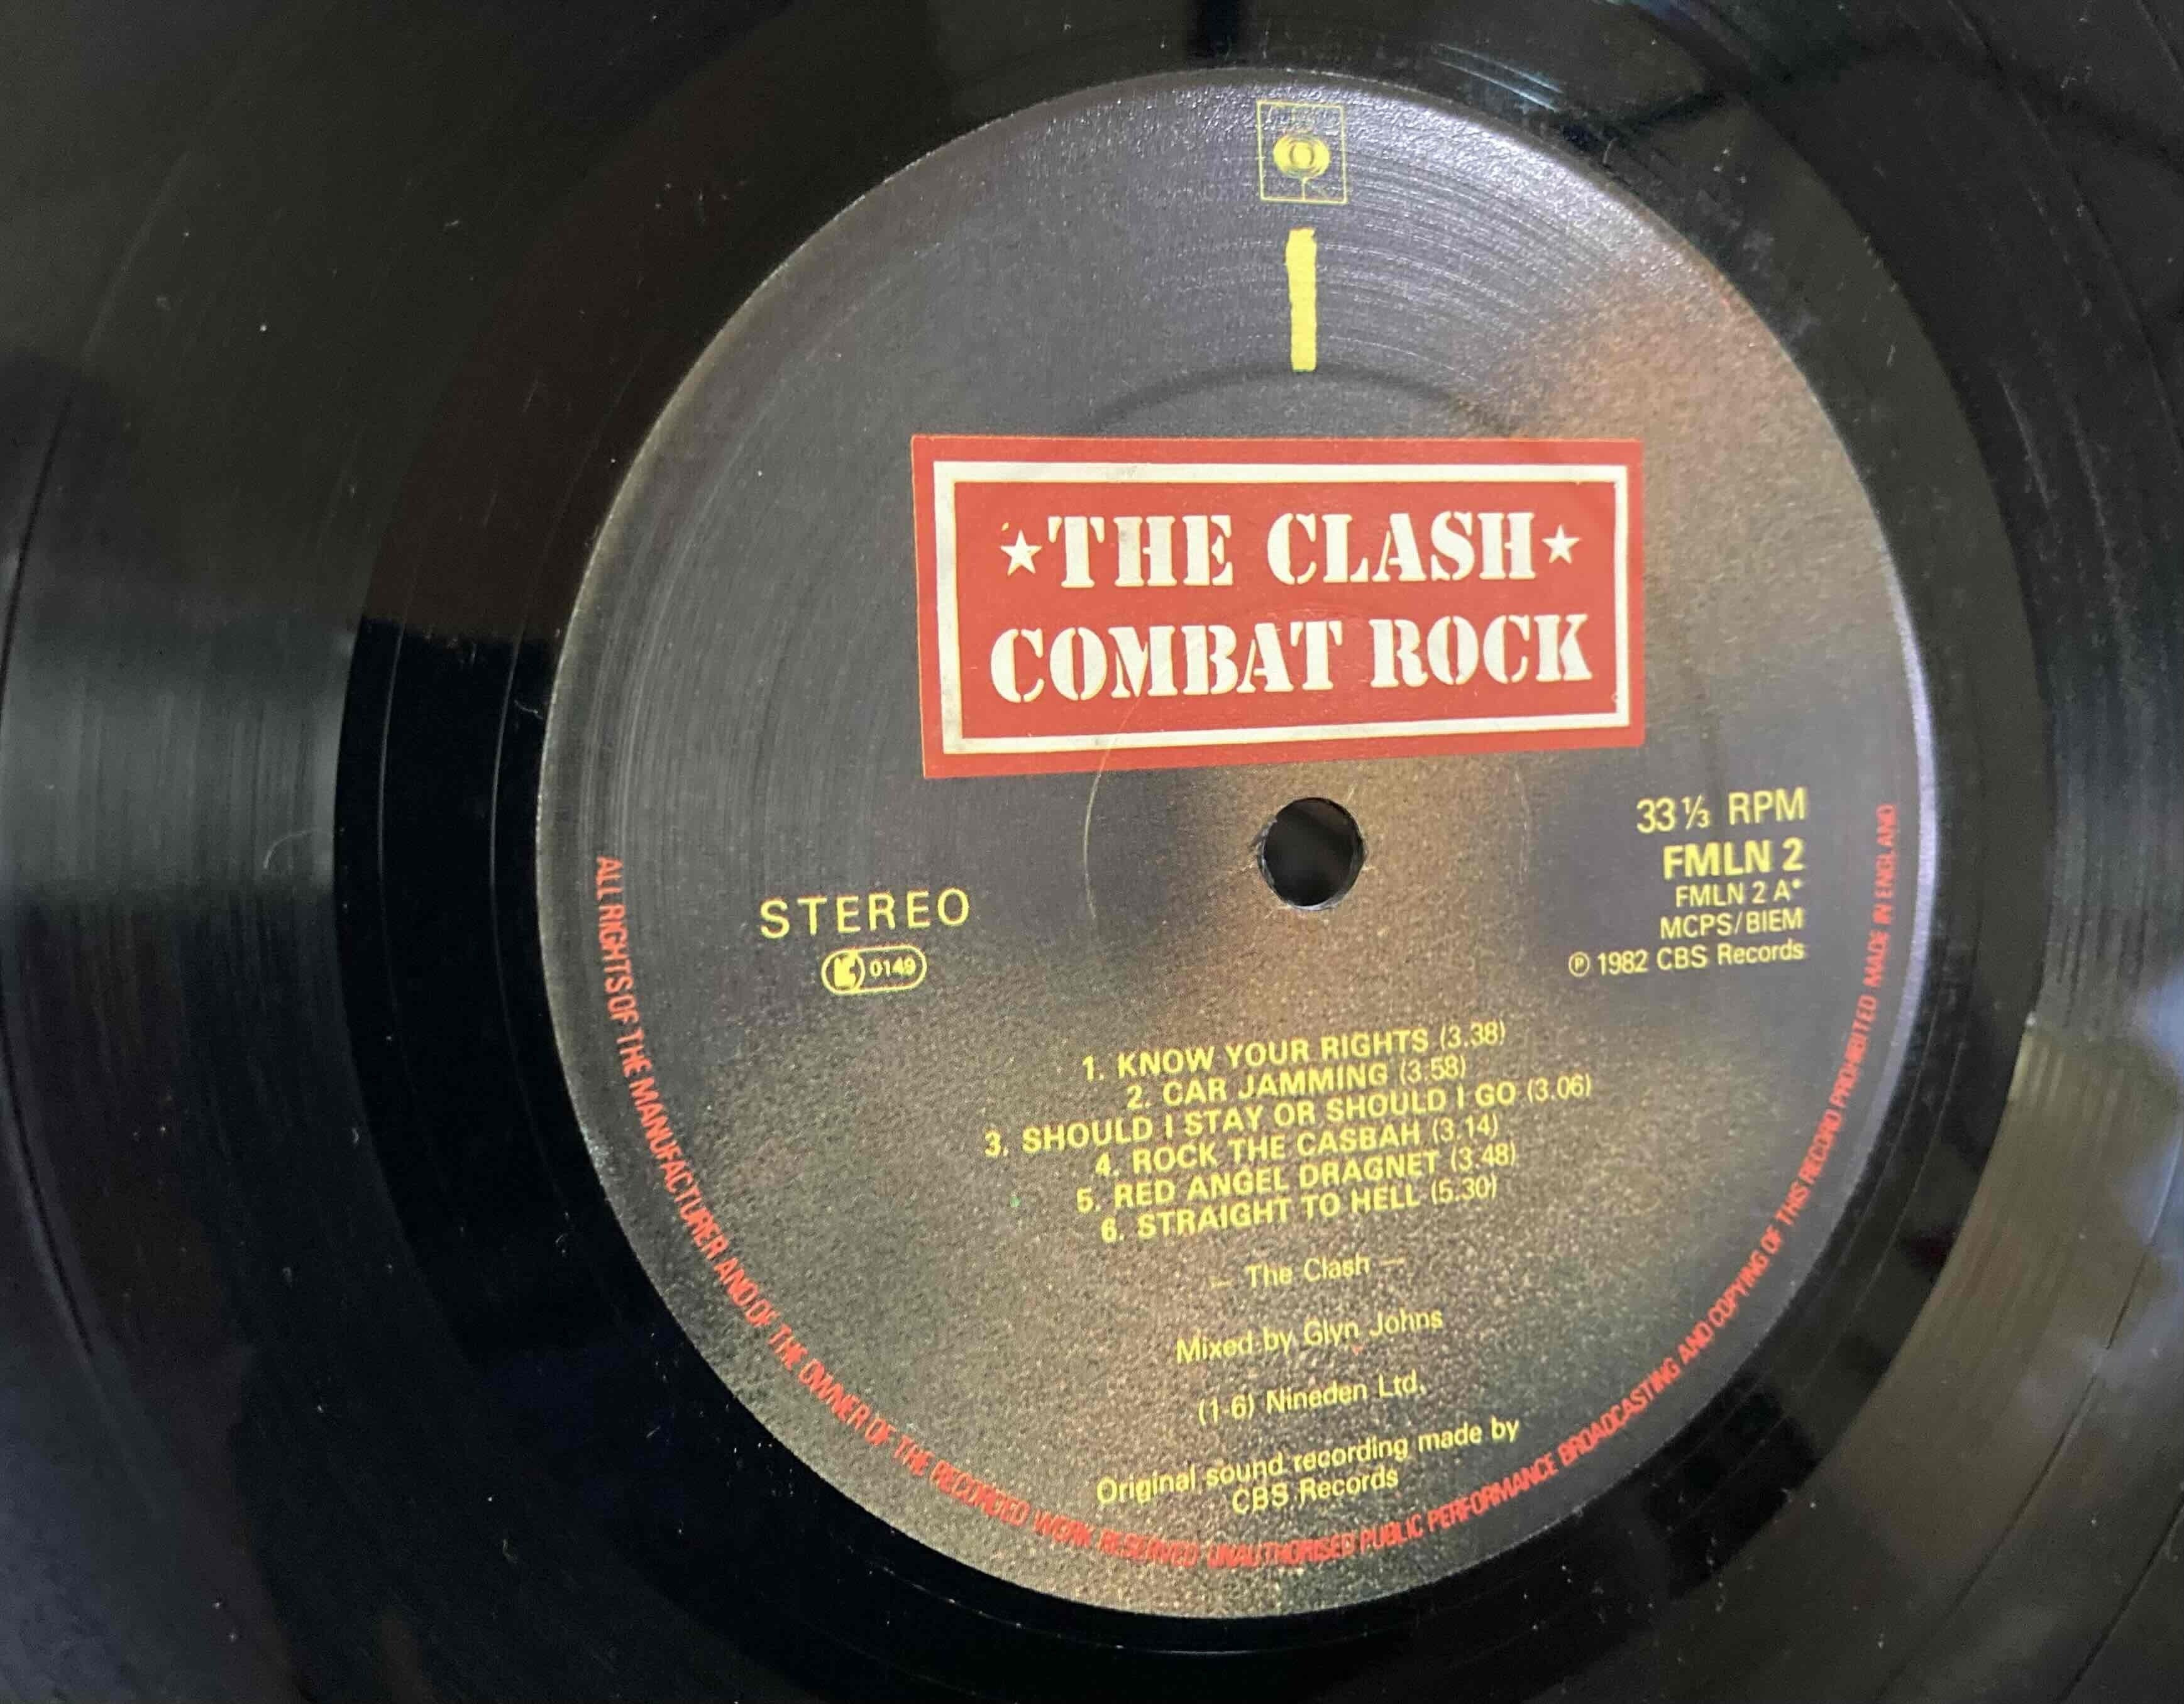 I
★THE CLASH★
COMBAT ROCK
33⅓ RPM
FMLN 2
FMLN 2 A*
MCPS/BIEM
℗ 1982 CBS Records
STEREO
0149
1. KNOW YOUR RIGHTS (3.38)
2. CAR JAMMING (3.58)
3. SHOULD I STAY OR SHOULD I GO (3.06)
4. ROCK THE CASBAH (3.14)
5. RED ANGEL DRAGNET (3.48)
6. STRAIGHT TO HELL (5.30)
— The Clash —
Mixed by Glyn Johns
(1-6) Nineden Ltd.
Original sound recording made by
CBS Records
ALL RIGHTS OF THE MANUFACTURER AND OF THE OWNER OF THE RECORDED WORK RESERVED UNAUTHORISED PUBLIC PERFORMANCE BROADCASTING AND COPYING OF THIS RECORD PROHIBITED MADE IN ENGLAND